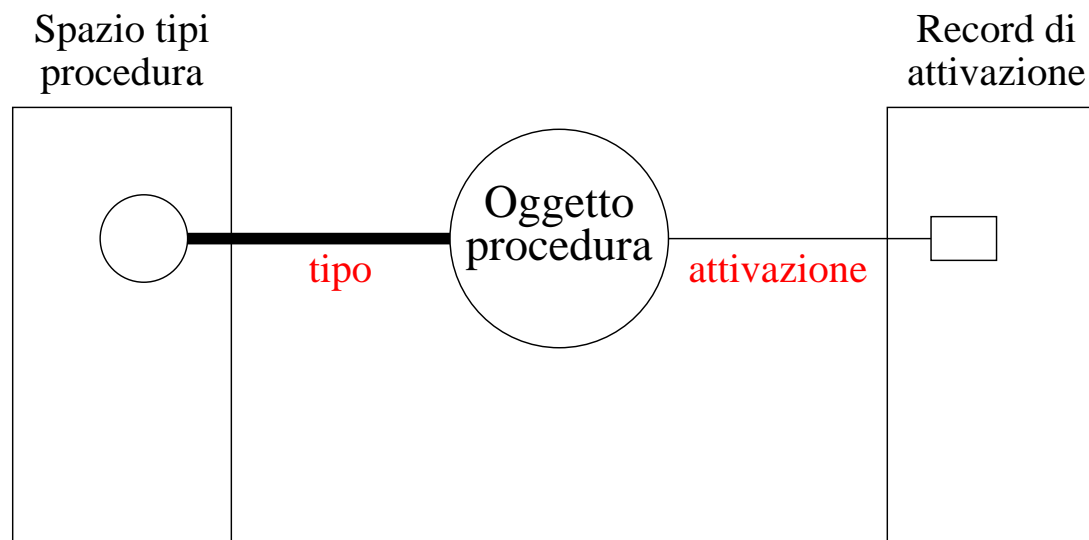 Spazio tipi
procedura
Record di
attivazione
Oggetto
procedura
tipo
attivazione